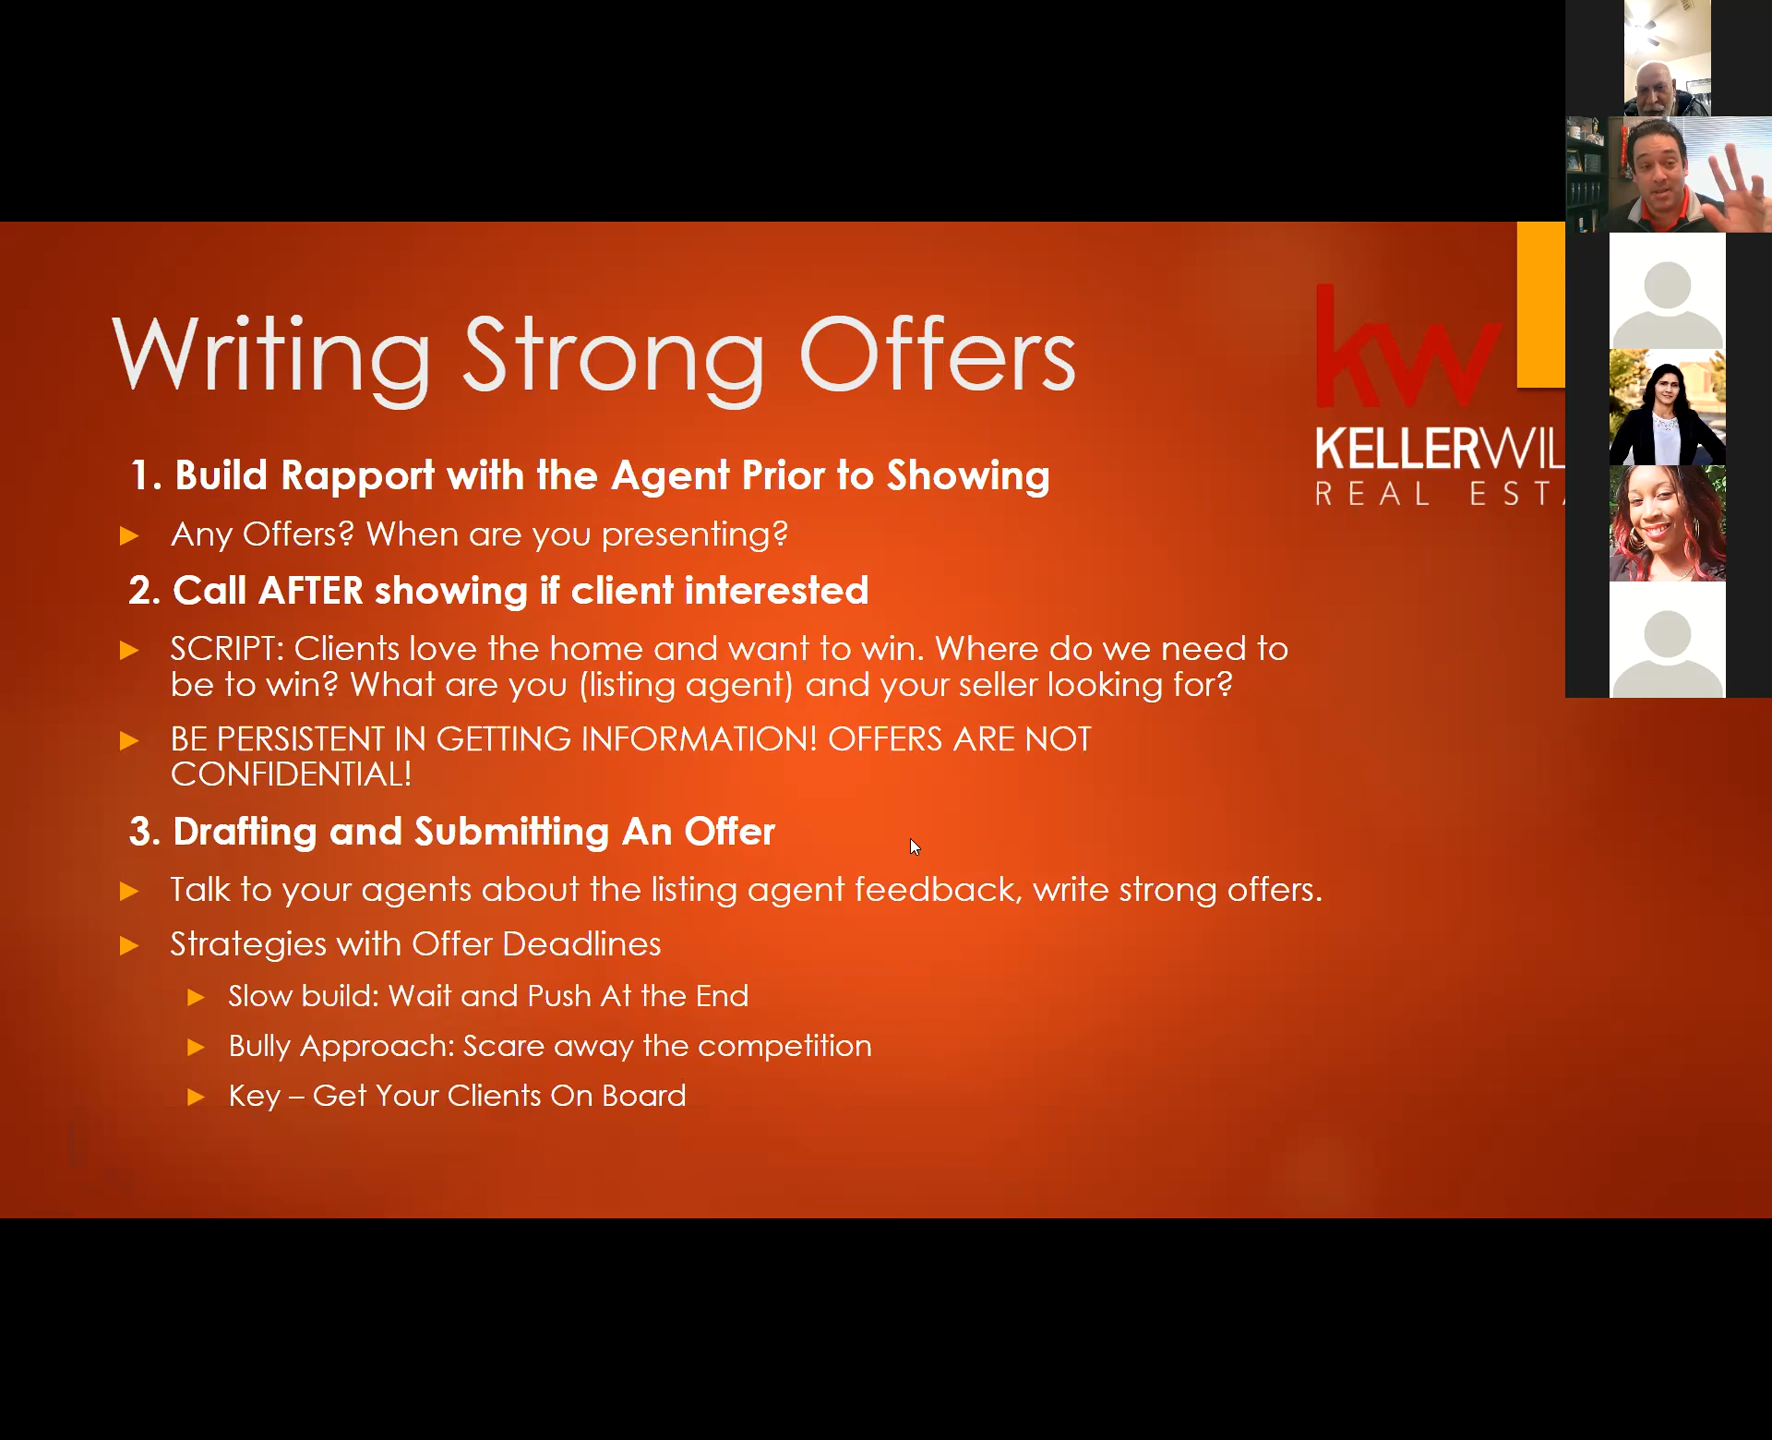 Writing Strong Offers
kw
KELLERWIL
REAL ESTA
1. Build Rapport with the Agent Prior to Showing
Any Offers? When are you presenting?
2. Call AFTER showing if client interested
SCRIPT: Clients love the home and want to win. Where do we need to
be to win? What are you (listing agent) and your seller looking for?
BE PERSISTENT IN GETTING INFORMATION! OFFERS ARE NOT
CONFIDENTIAL!
3. Drafting and Submitting An Offer
Talk to your agents about the listing agent feedback, write strong offers.
Strategies with Offer Deadlines
Slow build: Wait and Push At the End
Bully Approach: Scare away the competition
Key – Get Your Clients On Board